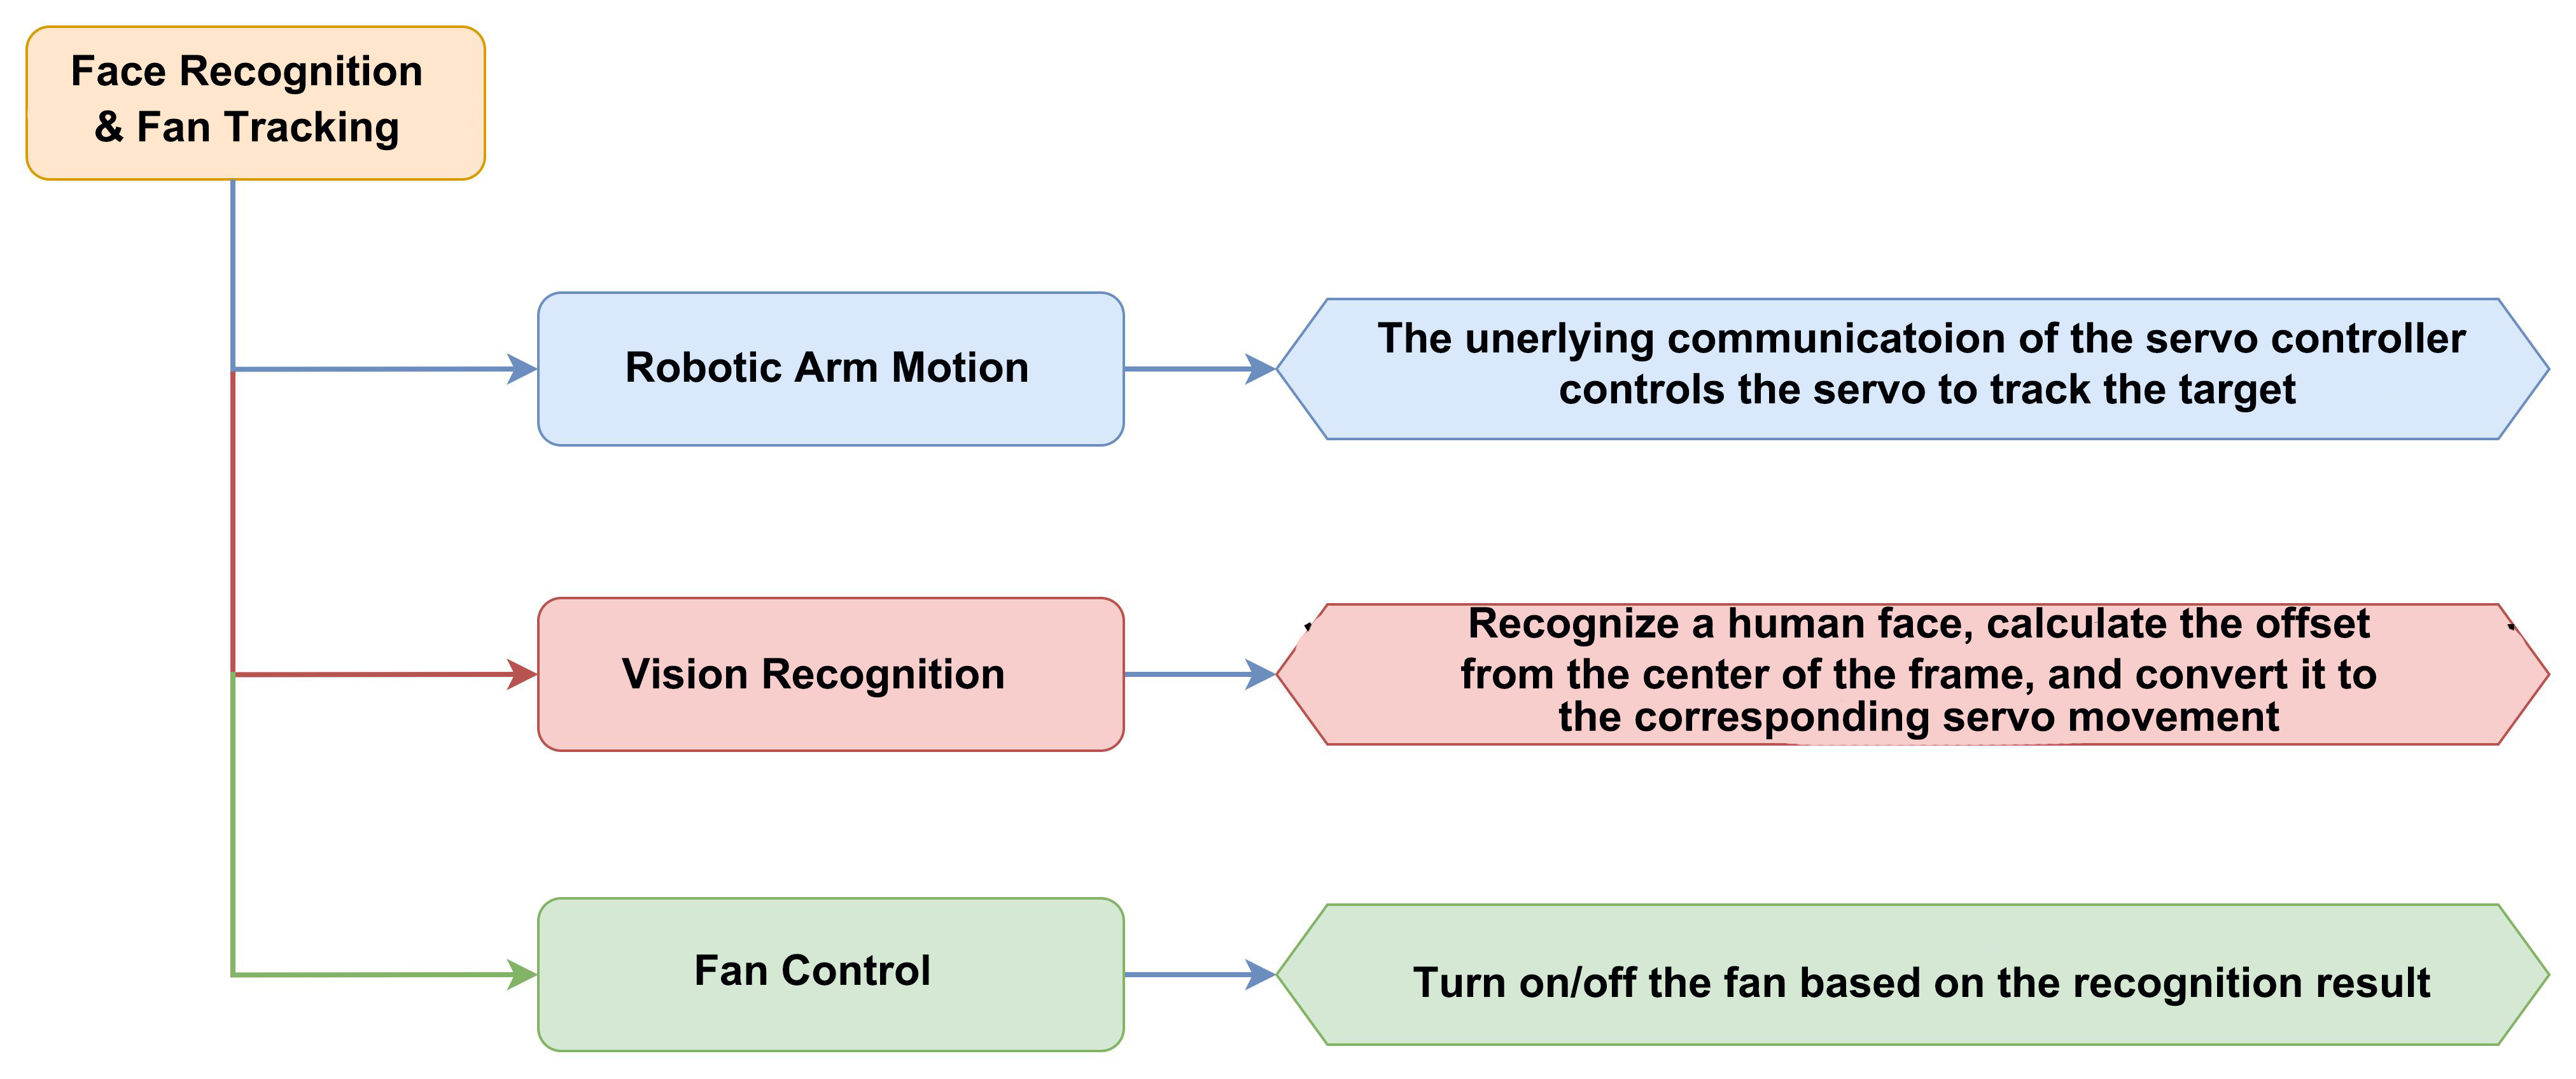 Face Recognition
& Fan Tracking
Robotic Arm Motion
The unerlying communicatoion of the servo controller
controls the servo to track the target
Vision Recognition
Recognize a human face, calculate the offset
from the center of the frame, and convert it to
the corresponding servo movement
Fan Control
Turn on/off the fan based on the recognition result